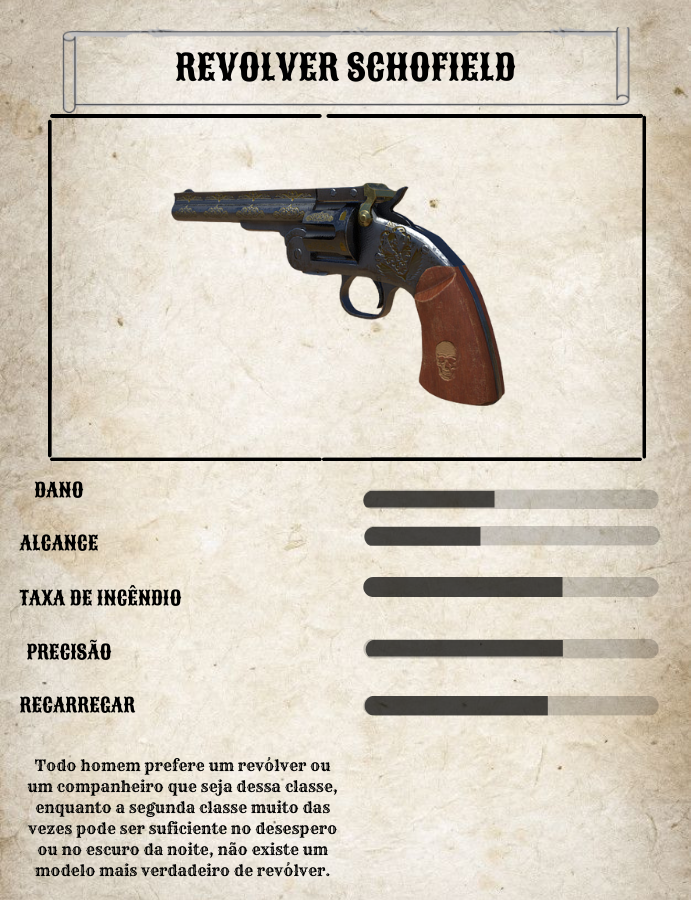 REVOLVER SCHOFIELD
DANO
ALCANCE
TAXA DE INCÊNDIO
PRECISÃO
RECARREGAR
Todo homem prefere um revólver ou
um companheiro que seja dessa classe,
enquanto a segunda classe muito das
vezes pode ser suficiente no desespero
ou no escuro da noite, não existe um
modelo mais verdadeiro de revólver.